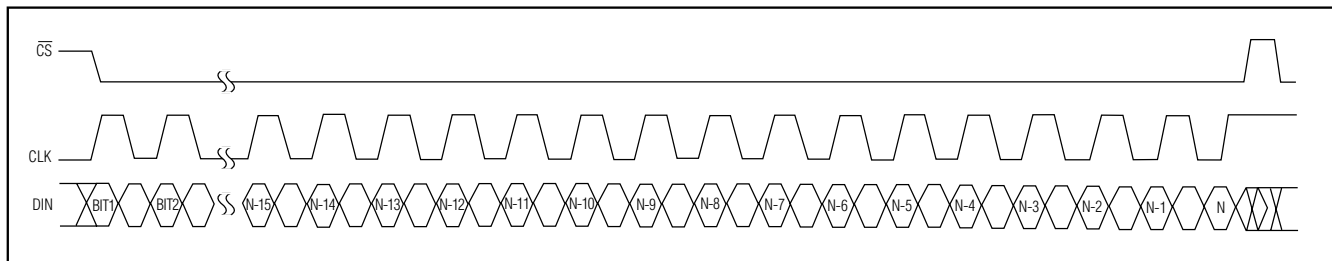 C̅S̅
CLK
DIN BIT1 BIT2 N-15 N-14 N-13 N-12 N-11 N-10 N-9 N-8 N-7 N-6 N-5 N-4 N-3 N-2 N-1 N